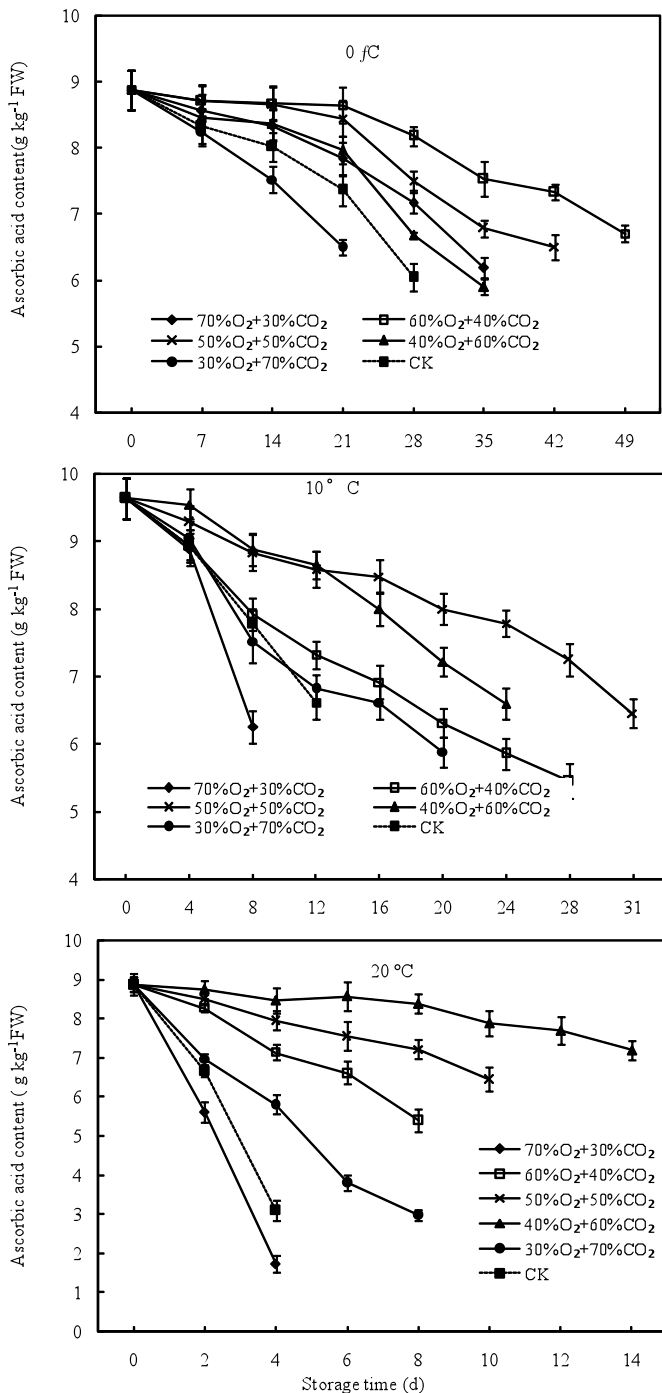 0 fC
Ascorbic acid content (g kg-1 FW)
10
9
8
7
6
5
4
70%O2+30%CO2 60%O2+40%CO2
50%O2+50%CO2 40%O2+60%CO2
30%O2+70%CO2 CK
0 7 14 21 28 35 42 49
10° C
Ascorbic acid content (g kg-1 FW)
10
9
8
7
6
5
4
70%O2+30%CO2 60%O2+40%CO2
50%O2+50%CO2 40%O2+60%CO2
30%O2+70%CO2 CK
0 4 8 12 16 20 24 28 31
20 °C
Ascorbic acid content ( g kg-1 FW)
10
9
8
7
6
5
4
3
2
1
0
70%O2+30%CO2
60%O2+40%CO2
50%O2+50%CO2
40%O2+60%CO2
30%O2+70%CO2
CK
0 2 4 6 8 10 12 14
Storage time (d)